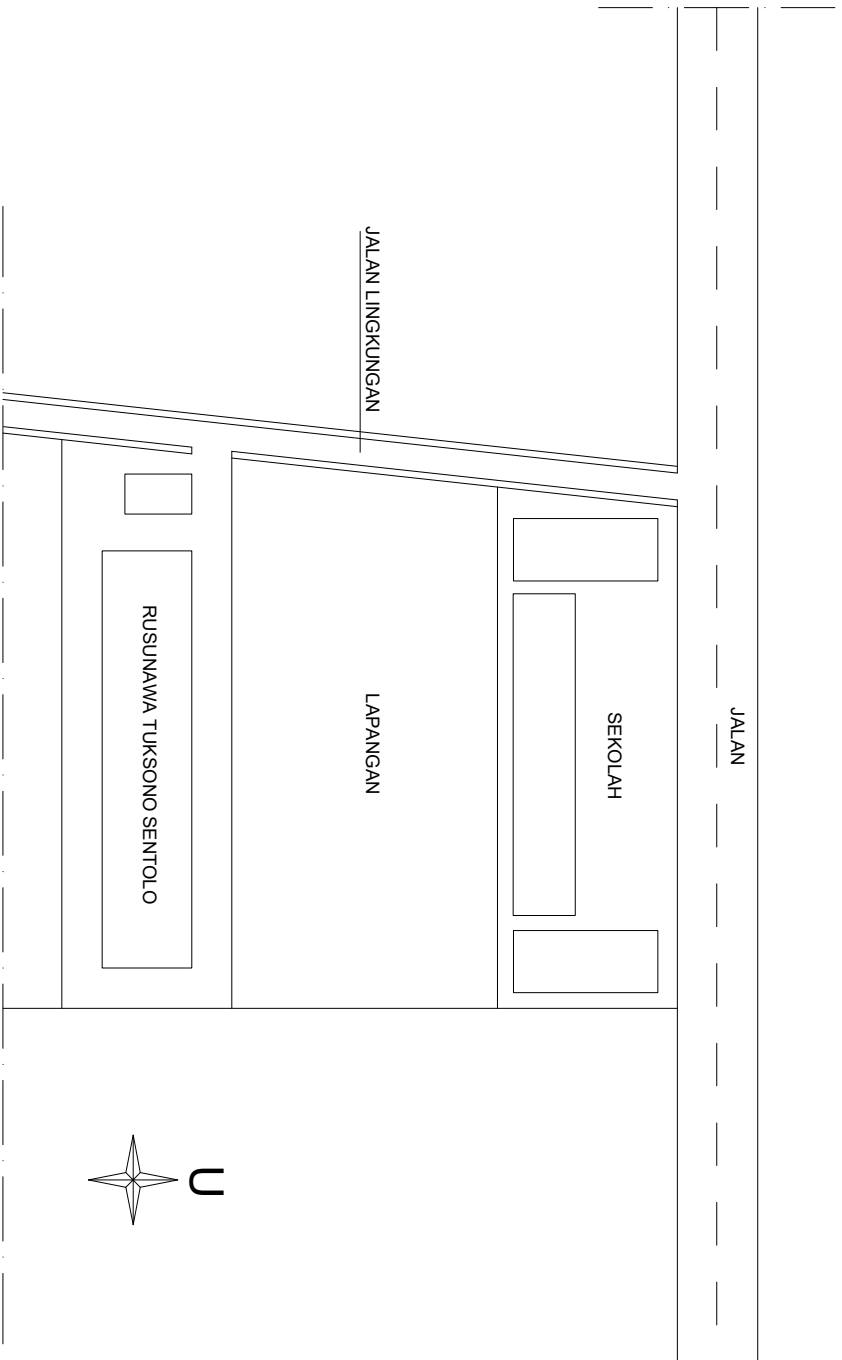 JALAN
SEKOLAH
JALAN LINGKUNGAN
LAPANGAN
RUSUNAWA TUKSONO SENTOLO
U